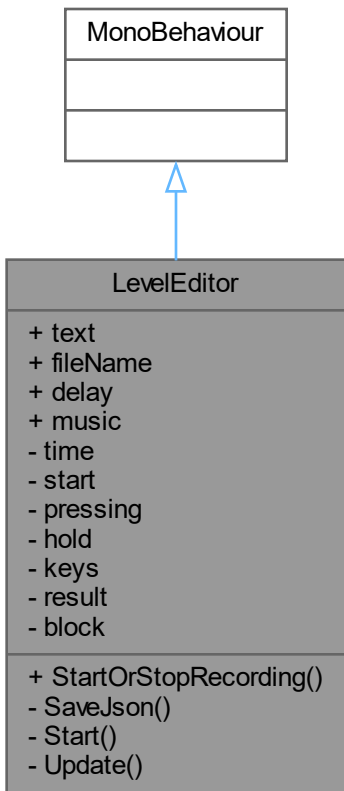 MonoBehaviour
LevelEditor
+ text
+ fileName
+ delay
+ music
- time
- start
- pressing
- hold
- keys
- result
- block
+ StartOrStopRecording()
- SaveJson()
- Start()
- Update()